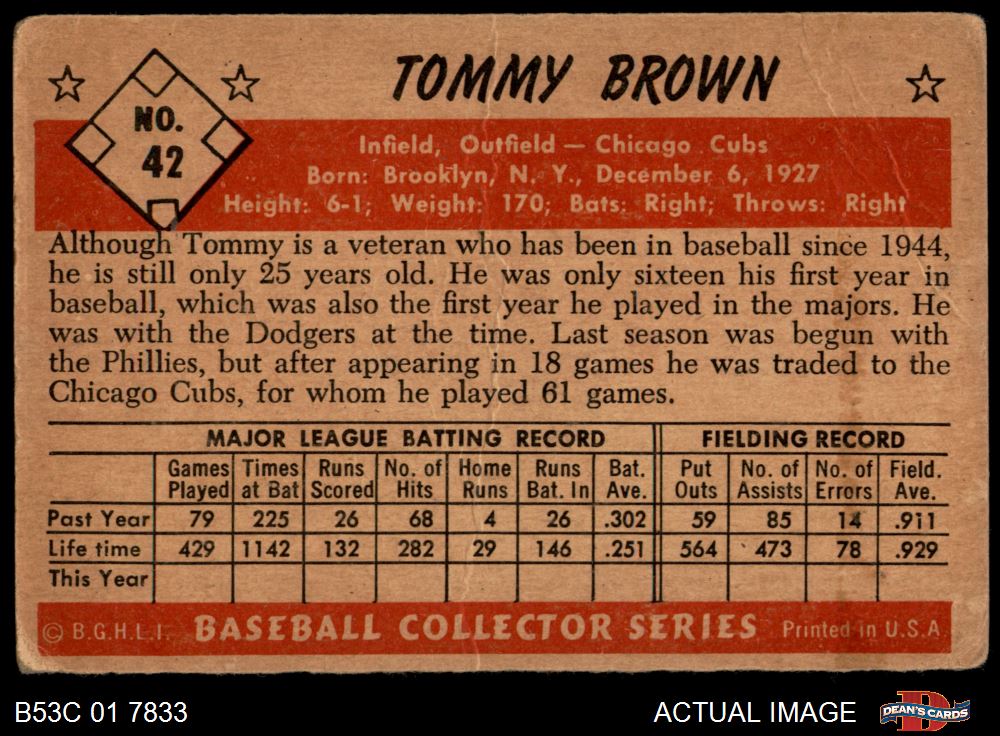 TOMMY BROWN
NO.
42
Infield, Outfield — Chicago Cubs
Born: Brooklyn, N. Y., December 6, 1927
Height: 6-1; Weight: 170; Bats: Right; Throws: Right
Although Tommy is a veteran who has been in baseball since 1944,
he is still only 25 years old. He was only sixteen his first year in
baseball, which was also the first year he played in the majors. He
was with the Dodgers at the time. Last season was begun with
the Phillies, but after appearing in 18 games he was traded to the
Chicago Cubs, for whom he played 61 games.
MAJOR LEAGUE BATTING RECORD FIELDING RECORD
Games Times Runs No. of Home Runs Bat. Put No. of No. of Field.
Played at Bat Scored Hits Runs Bat. In Ave. Outs Assists Errors Ave.
Past Year 79 225 26 68 4 26 .302 59 85 14 .911
Life time 429 1142 132 282 29 146 .251 564 473 78 .929
This Year
© B.G.H.L.I. BASEBALL COLLECTOR SERIES Printed in U.S.A.
B53C 01 7833 ACTUAL IMAGE DEAN'S CARDS